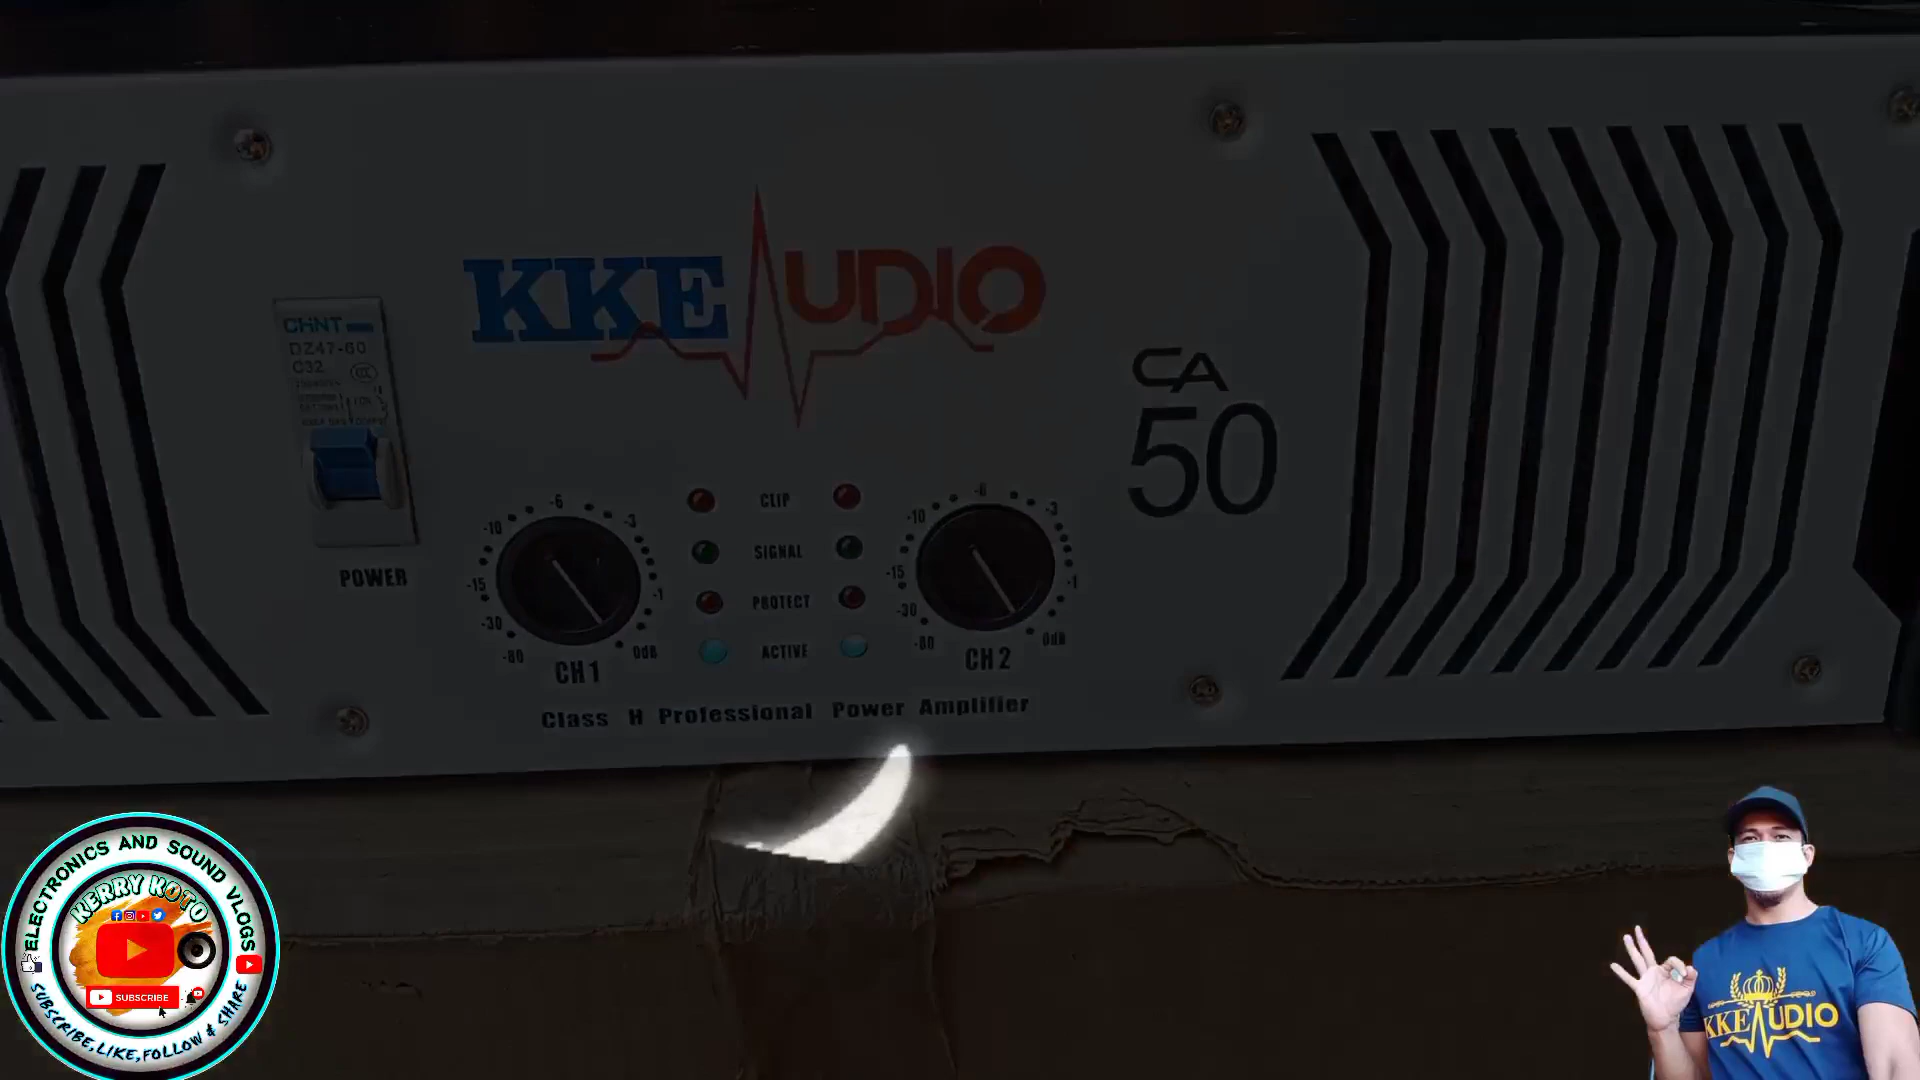 KKE AUDIO
CHNT
DZ47-60
C32
CA
50
POWER
-6
-10
-3
-15
-1
-30
-80
0dB
CH1
CLIP
SIGNAL
PROTECT
ACTIVE
-6
-10
-3
-15
-1
-30
-80
0dB
CH2
Class H Professional Power Amplifier
ELECTRONICS AND SOUND VLOGS
KERRY KOTO
SUBSCRIBE
SUBSCRIBE, LIKE, FOLLOW & SHARE
KKE AUDIO